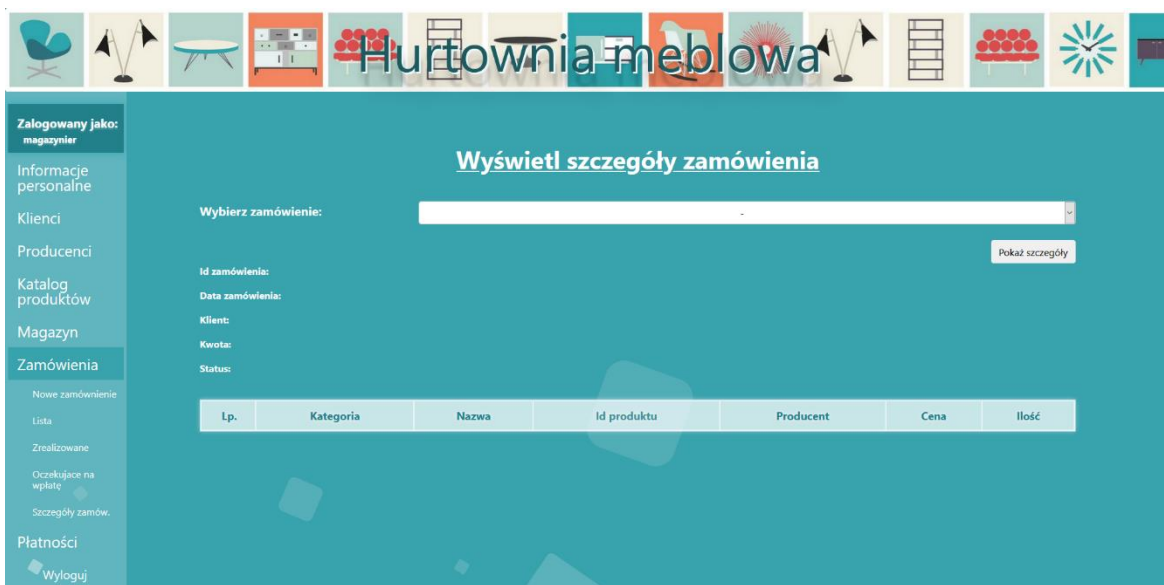 Hurtownia meblowa
Zalogowany jako:
magazynier
Informacje
personalne
Klienci
Producenci
Katalog
produktów
Magazyn
Zamówienia
Nowe zamównienie
Lista
Zrealizowane
Oczekujace na
wpłatę
Szczegóły zamów.
Płatności
Wyloguj
Wyświetl szczegóły zamówienia
Wybierz zamówienie:
-
Pokaż szczegóły
Id zamówienia:
Data zamówienia:
Klient:
Kwota:
Status:
Lp. Kategoria Nazwa Id produktu Producent Cena Ilość